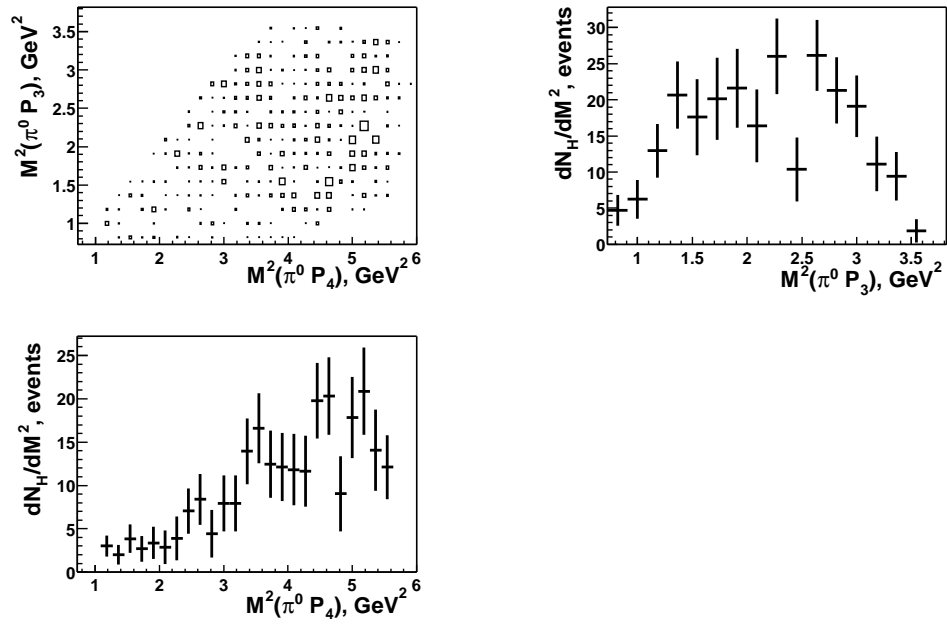 M²(π⁰ P₃), GeV²
3.5
3
2.5
2
1.5
1
1 2 3 4 5 6
M²(π⁰ P₄), GeV²
dN_H/dM², events
30
25
20
15
10
5
0
1 1.5 2 2.5 3 3.5
M²(π⁰ P₃), GeV²
dN_H/dM², events
25
20
15
10
5
0
1 2 3 4 5 6
M²(π⁰ P₄), GeV²